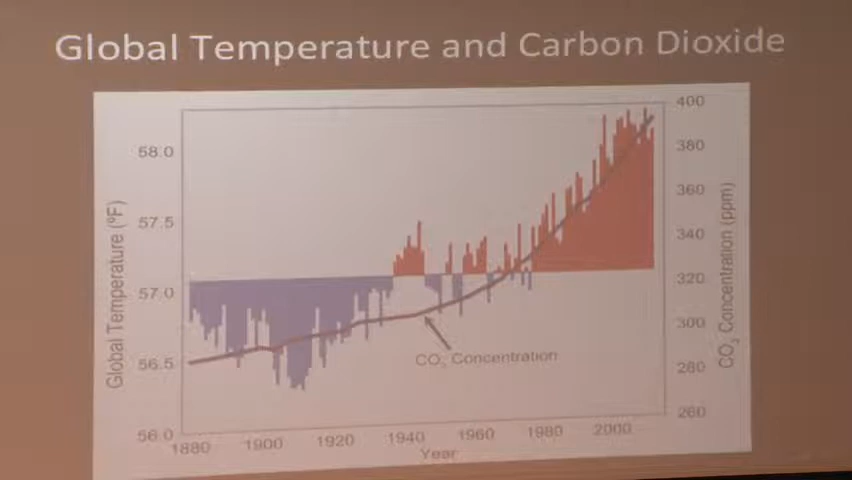 Global Temperature and Carbon Dioxide
400
58.0
380
360
57.5
340
320
57.0
300
56.5
280
260
56.0
Global Temperature (ºF)
CO₂ Concentration (ppm)
CO₂ Concentration
1880 1900 1920 1940 1960 1980 2000
Year